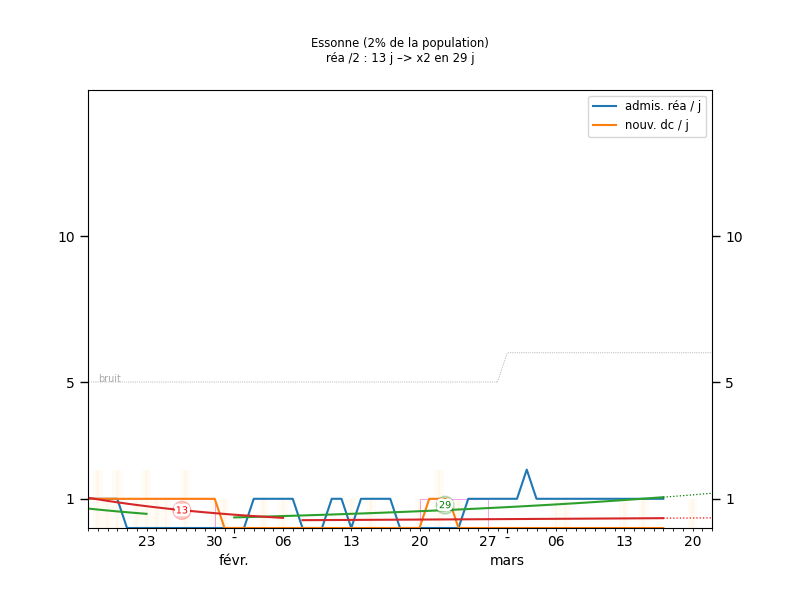 Essonne (2% de la population)
réa /2 : 13 j –> x2 en 29 j
admis. réa / j
nouv. dc / j
10
10
bruit
5
5
29
13
1
1
23
30
06
13
20
27
06
13
20
févr.
mars